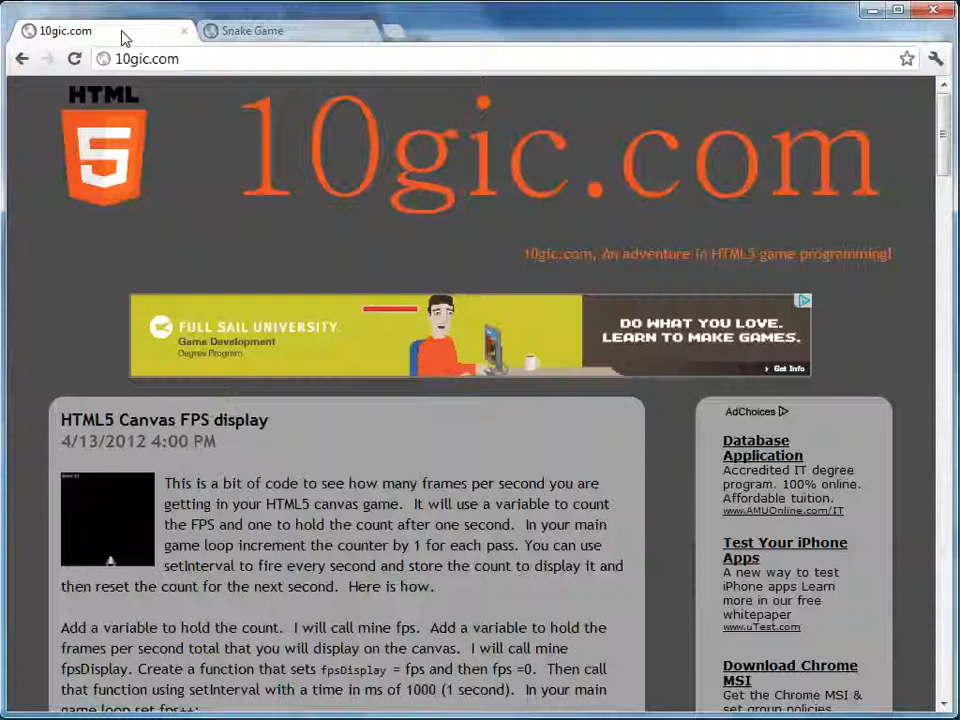 10gic.com
Snake Game
10gic.com
HTML
5
10gic.com
10gic.com, An adventure in HTML5 game programming!
FULL SAIL UNIVERSITY.
Game Development
Degree Program
DO WHAT YOU LOVE.
LEARN TO MAKE GAMES.
Get Info
HTML5 Canvas FPS display
4/13/2012 4:00 PM
This is a bit of code to see how many frames per second you are
getting in your HTML5 canvas game.  It will use a variable to count
the FPS and one to hold the count after one second.  In your main
game loop increment the counter by 1 for each pass. You can use
setInterval to fire every second and store the count to display it and
then reset the count for the next second.  Here is how.
Add a variable to hold the count.  I will call mine fps.  Add a variable to hold the
frames per second total that you will display on the canvas.  I will call mine
fpsDisplay. Create a function that sets fpsDisplay = fps and then fps =0.  Then call
that function using setInterval with a time in ms of 1000 (1 second).  In your main
game loop set fps++;
AdChoices
Database
Application
Accredited IT degree
program. 100% online.
Affordable tuition.
www.AMUOnline.com/IT
Test Your iPhone
Apps
A new way to test
iPhone apps Learn
more in our free
whitepaper
www.uTest.com
Download Chrome
MSI
Get the Chrome MSI &
set group policies